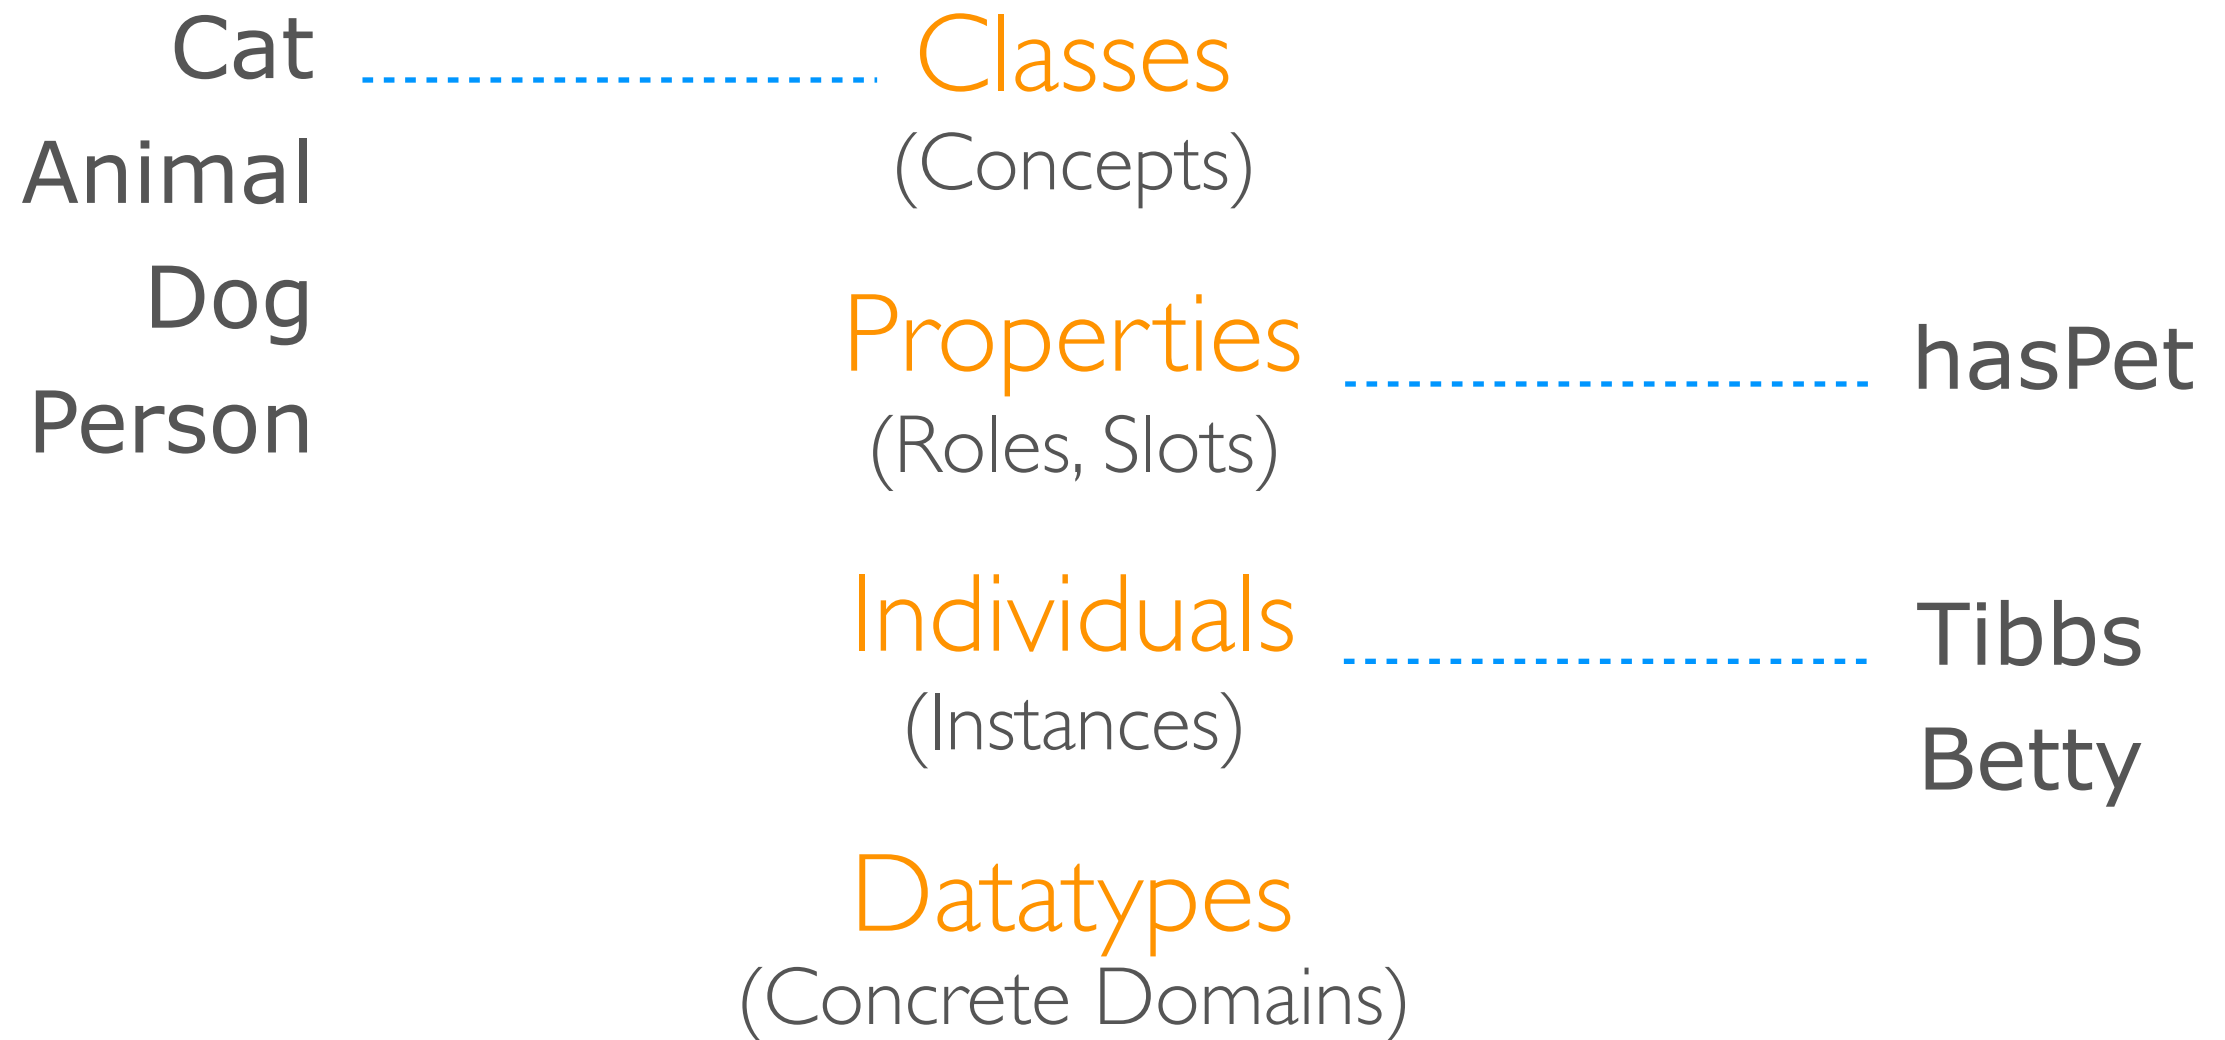 Cat
Animal
Dog
Person
Classes
(Concepts)
Properties
(Roles, Slots)
Individuals
(Instances)
Datatypes
(Concrete Domains)
hasPet
Tibbs
Betty